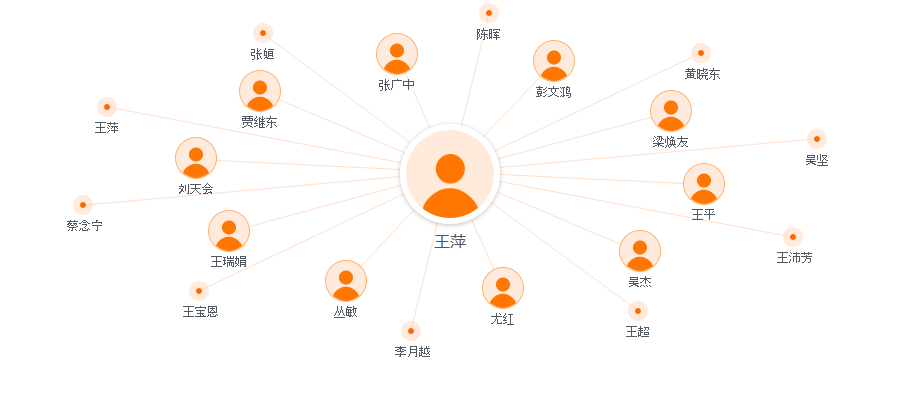 陈晖
张蛡
黄晓东
张广中
彭文鸦
贾继东
王萍
梁焕友
吴坚
刘天会
王平
蔡念宁
王萍
王沛芳
王瑞娟
吴杰
王宝恩
丛敏
尤红
王超
李月越